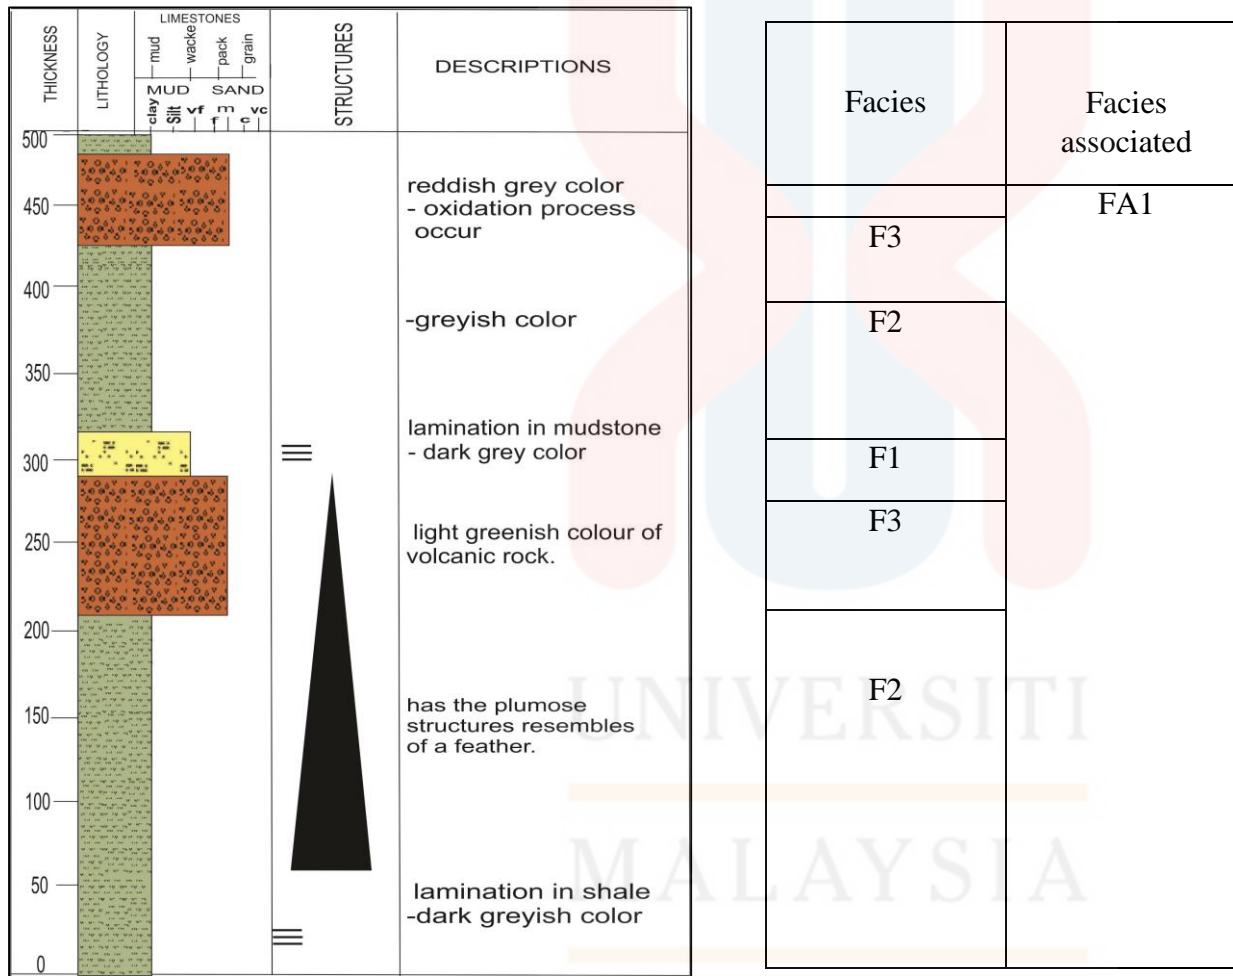 THICKNESS
LITHOLOGY
LIMESTONES
mud
wacke
pack
grain
MUD SAND
clay
Silt
vf
f
m
c
vc
STRUCTURES
DESCRIPTIONS
500
450
400
350
300
250
200
150
100
50
0
reddish grey color
- oxidation process
occur
-greyish color
lamination in mudstone
- dark grey color
light greenish colour of
volcanic rock.
has the plumose
structures resembles
of a feather.
lamination in shale
-dark greyish color
Facies
Facies
associated
FA1
F3
F2
F1
F3
F2
UNIVERSITI
MALAYSIA